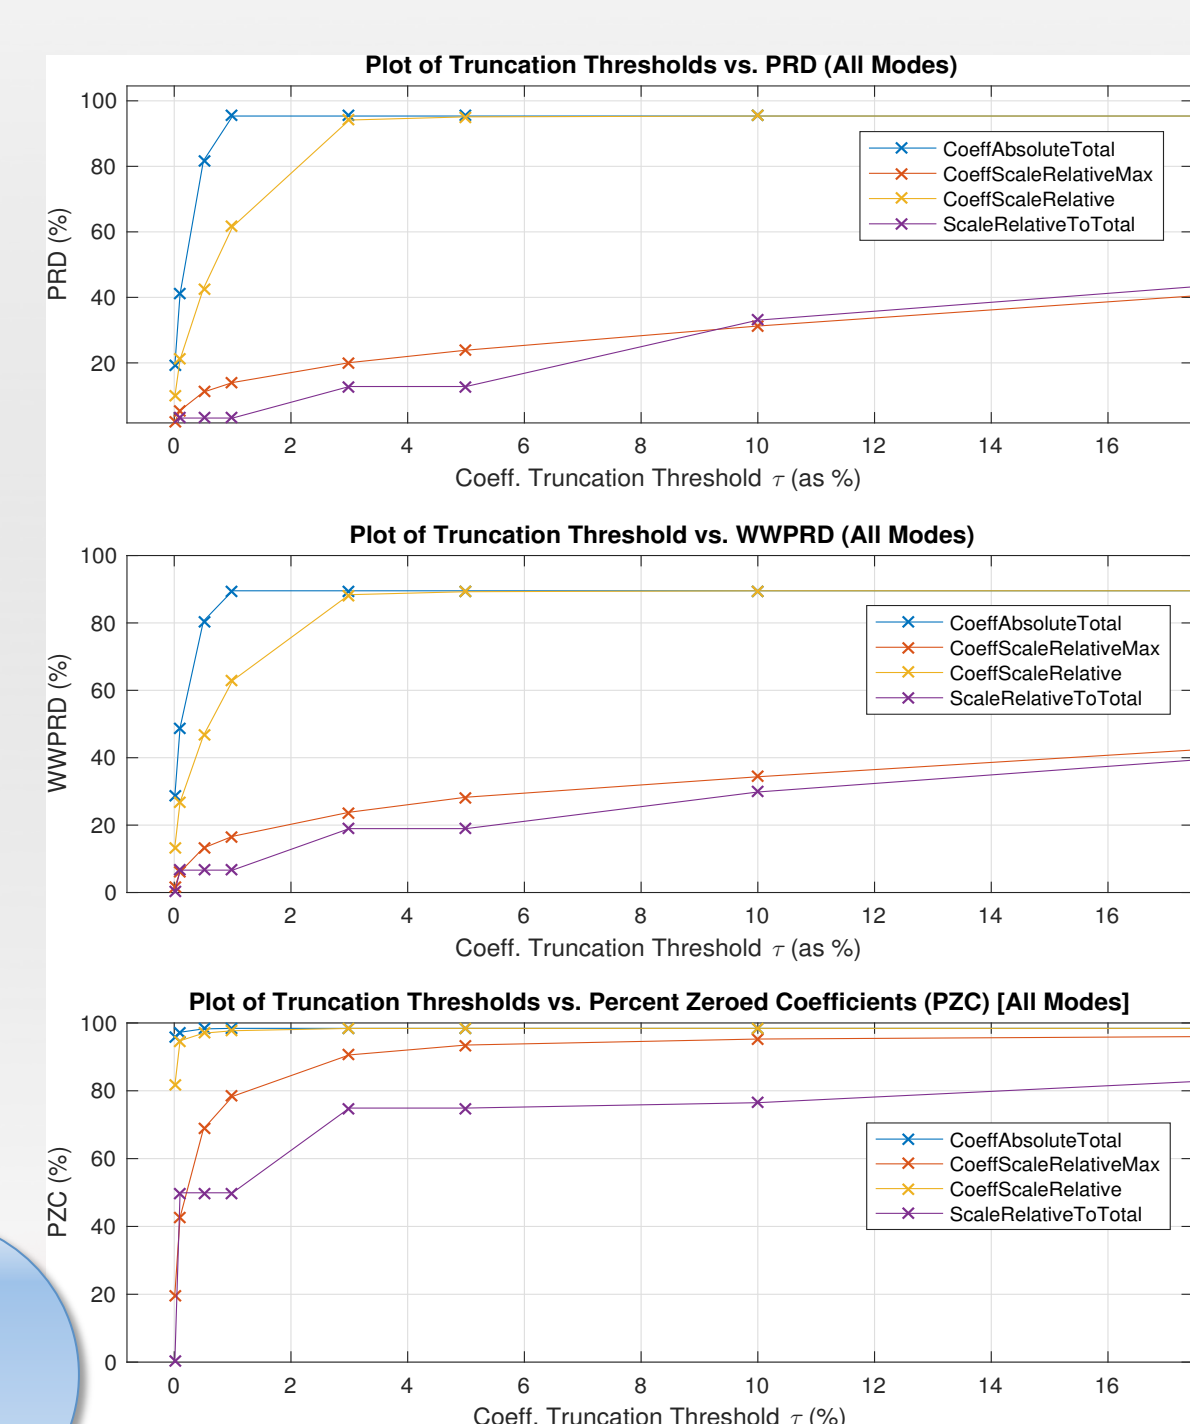 Plot of Truncation Thresholds vs. PRD (All Modes)
100
80
60
40
20
PRD (%)
CoeffAbsoluteTotal
CoeffScaleRelativeMax
CoeffScaleRelative
ScaleRelativeToTotal
0 2 4 6 8 10 12 14 16
Coeff. Truncation Threshold τ (as %)
Plot of Truncation Threshold vs. WWPRD (All Modes)
100
80
60
40
20
0
WWPRD (%)
CoeffAbsoluteTotal
CoeffScaleRelativeMax
CoeffScaleRelative
ScaleRelativeToTotal
0 2 4 6 8 10 12 14 16
Coeff. Truncation Threshold τ (as %)
Plot of Truncation Thresholds vs. Percent Zeroed Coefficients (PZC) [All Modes]
100
80
60
40
20
0
PZC (%)
CoeffAbsoluteTotal
CoeffScaleRelativeMax
CoeffScaleRelative
ScaleRelativeToTotal
0 2 4 6 8 10 12 14 16
Coeff. Truncation Threshold τ (%)